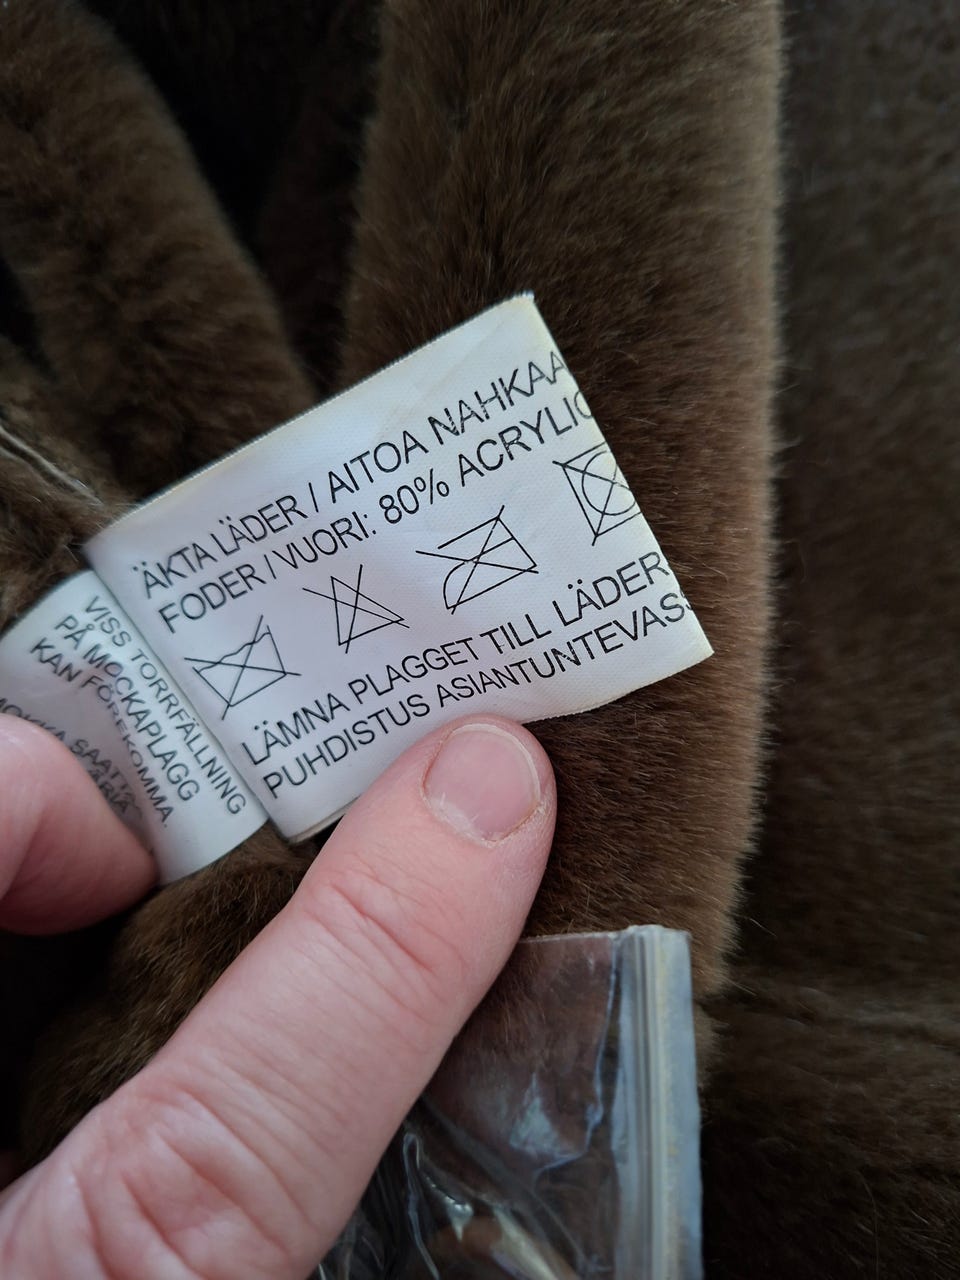 ÄKTA LÄDER / AITOA NAHKAA
FODER / VUORI: 80% ACRYLIC
LÄMNA PLAGGET TILL LÄDER
PUHDISTUS ASIANTUNTEVASS
VISS TORRFÄLLNING
PÅ MOCKAPLAGG
KAN FÖREKOMMA.
SAATTA